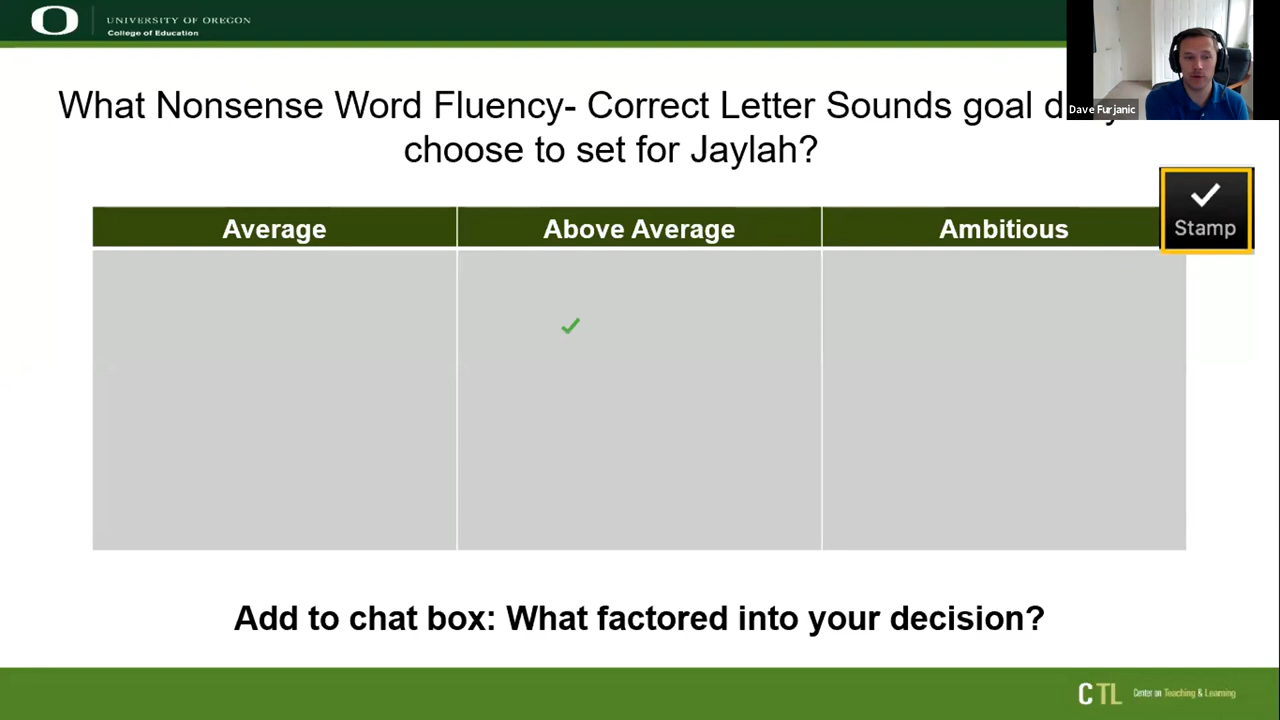 UNIVERSITY OF OREGON
College of Education
Dave Furjanic
What Nonsense Word Fluency- Correct Letter Sounds goal
choose to set for Jaylah?
Stamp
Average Above Average Ambitious
Add to chat box: What factored into your decision?
CTL Center on Teaching & Learning